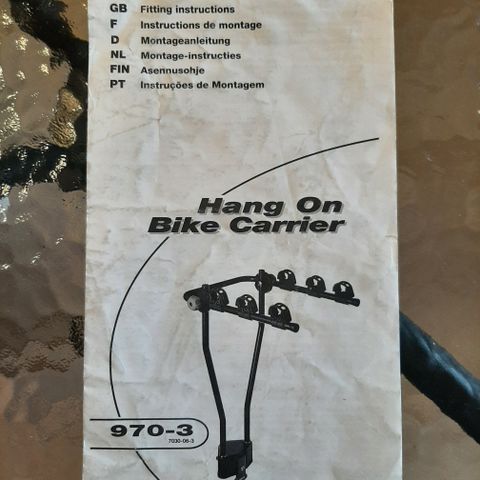 GB Fitting instructions
F Instructions de montage
D Montageanleitung
NL Montage-instructies
FIN Asennusohje
PT Instruções de Montagem
Hang On
Bike Carrier
970-3
7030-06-3